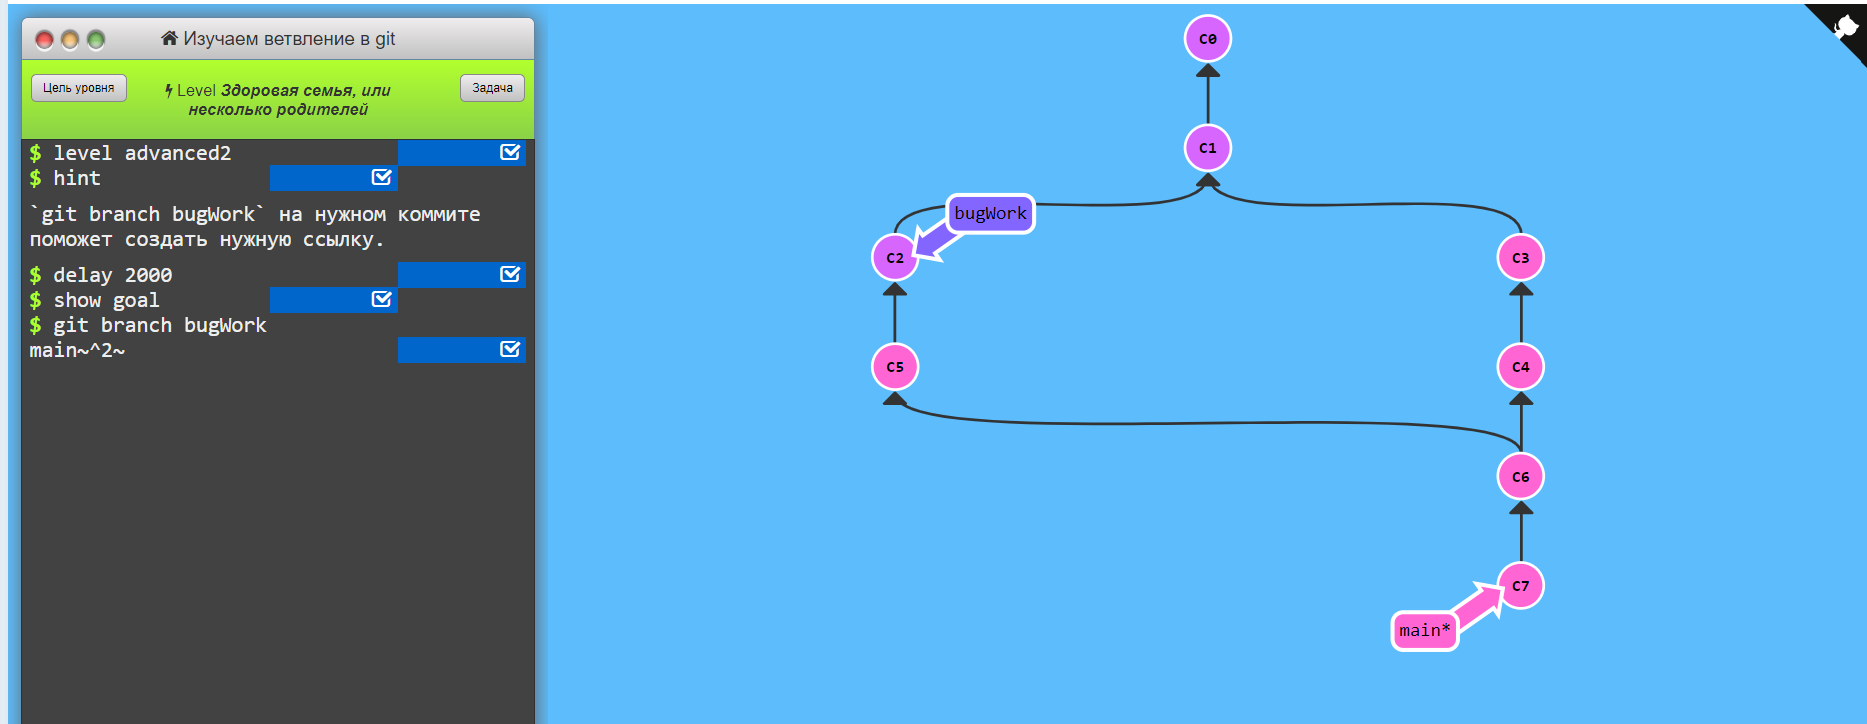 Изучаем ветвление в git
Цель уровня
Level Здоровая семья, или
несколько родителей
Задача
$ level advanced2
$ hint
`git branch bugWork` на нужном коммите
поможет создать нужную ссылку.
$ delay 2000
$ show goal
$ git branch bugWork
main~^2~
C0
C1
bugWork
C2
C3
C5
C4
C6
C7
main*